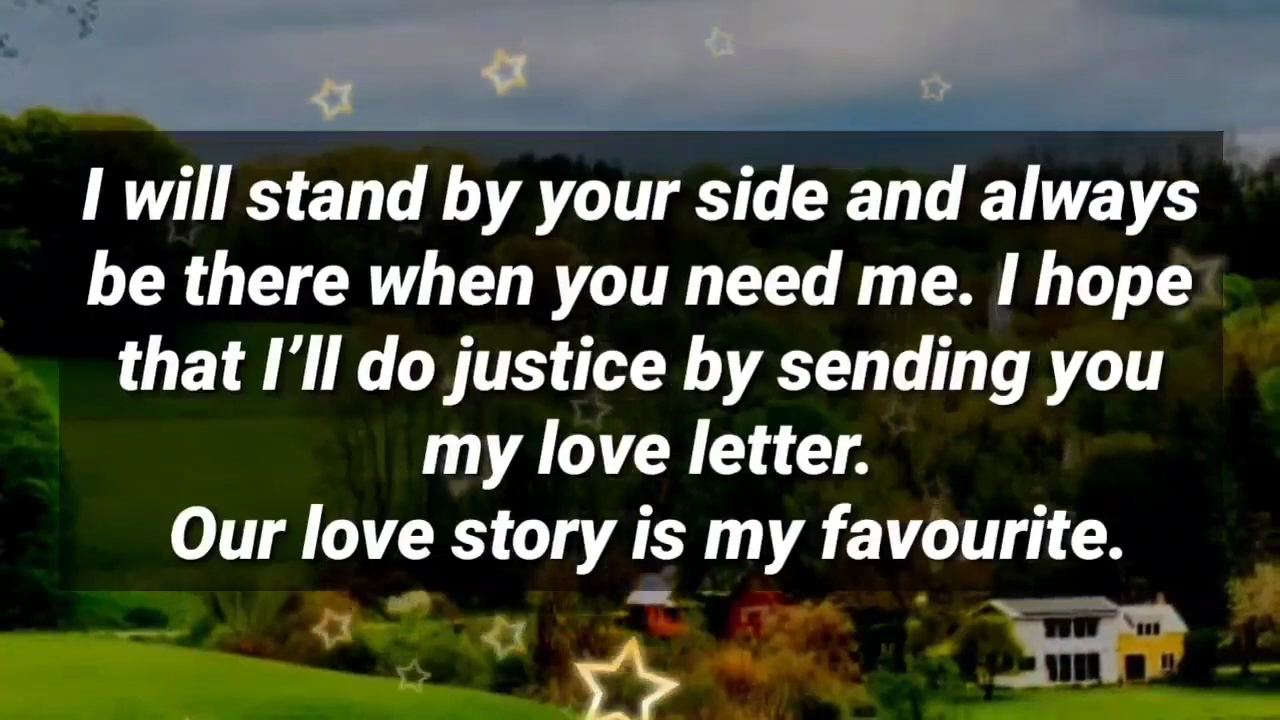 I will stand by your side and always
be there when you need me. I hope
that I’ll do justice by sending you
my love letter.
Our love story is my favourite.